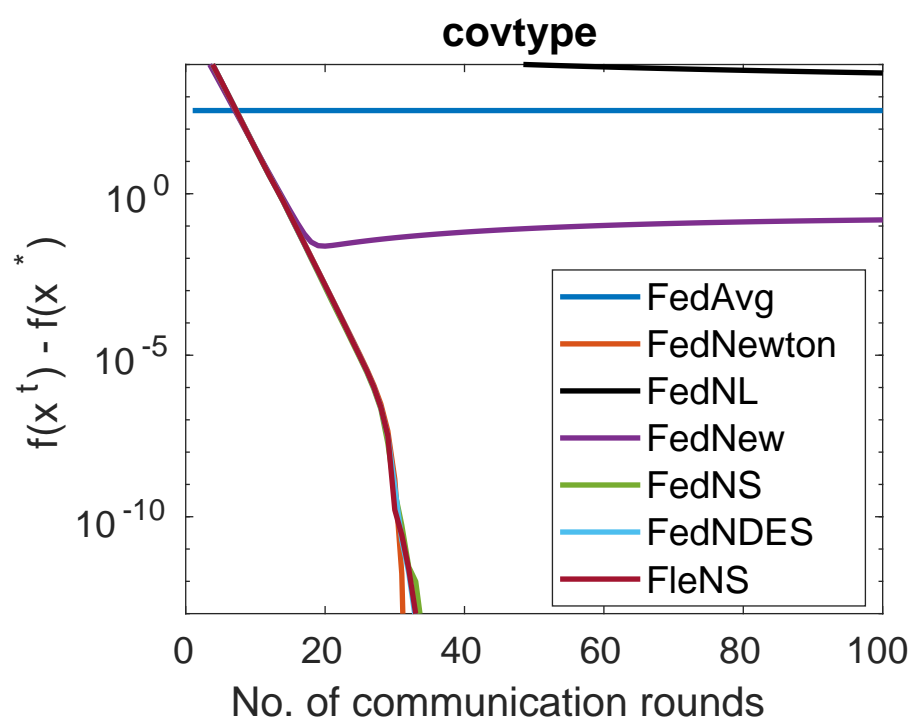 covtype
f(x^t) - f(x^*)
10^0
10^-5
10^-10
FedAvg
FedNewton
FedNL
FedNew
FedNS
FedNDES
FleNS
0 20 40 60 80 100
No. of communication rounds